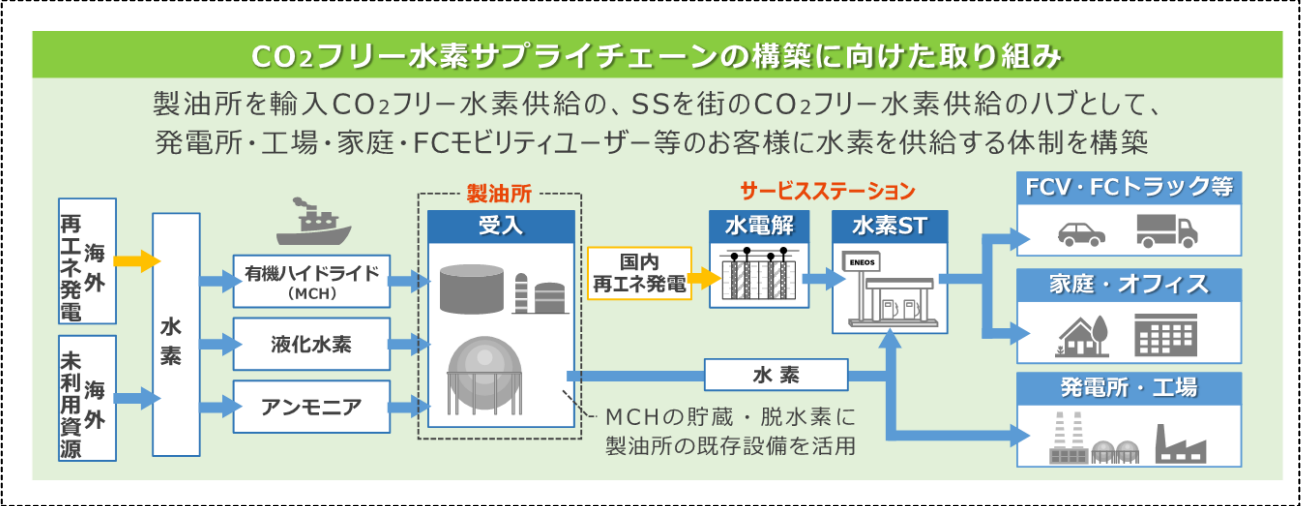 CO2フリー水素サプライチェーンの構築に向けた取り組み
製油所を輸入CO2フリー水素供給の、SSを街のCO2フリー水素供給のハブとして、
発電所・工場・家庭・FCモビリティユーザー等のお客様に水素を供給する体制を構築
海外
再エネ発電
海外
未利用資源
水素
有機ハイドライド
（MCH）
液化水素
アンモニア
製油所
受入
MCHの貯蔵・脱水素に
製油所の既存設備を活用
国内
再エネ発電
サービスステーション
水電解
水素ST
ENEOS
水素
FCV・FCトラック等
家庭・オフィス
発電所・工場